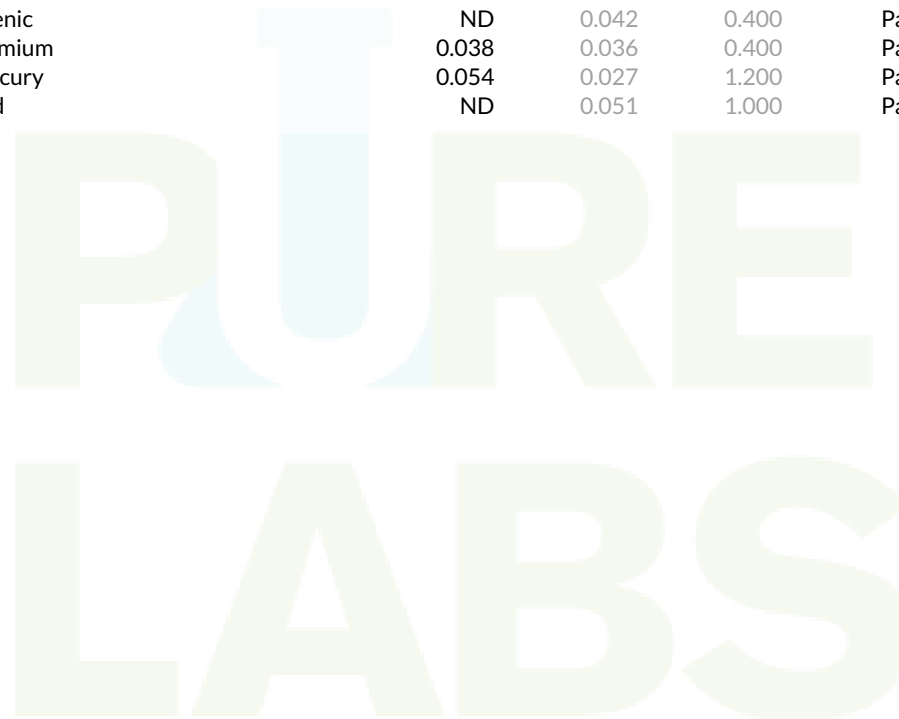 enic ND 0.042 0.400 Pa
mium 0.038 0.036 0.400 Pa
cury 0.054 0.027 1.200 Pa
d ND 0.051 1.000 Pa
PURE
LABS